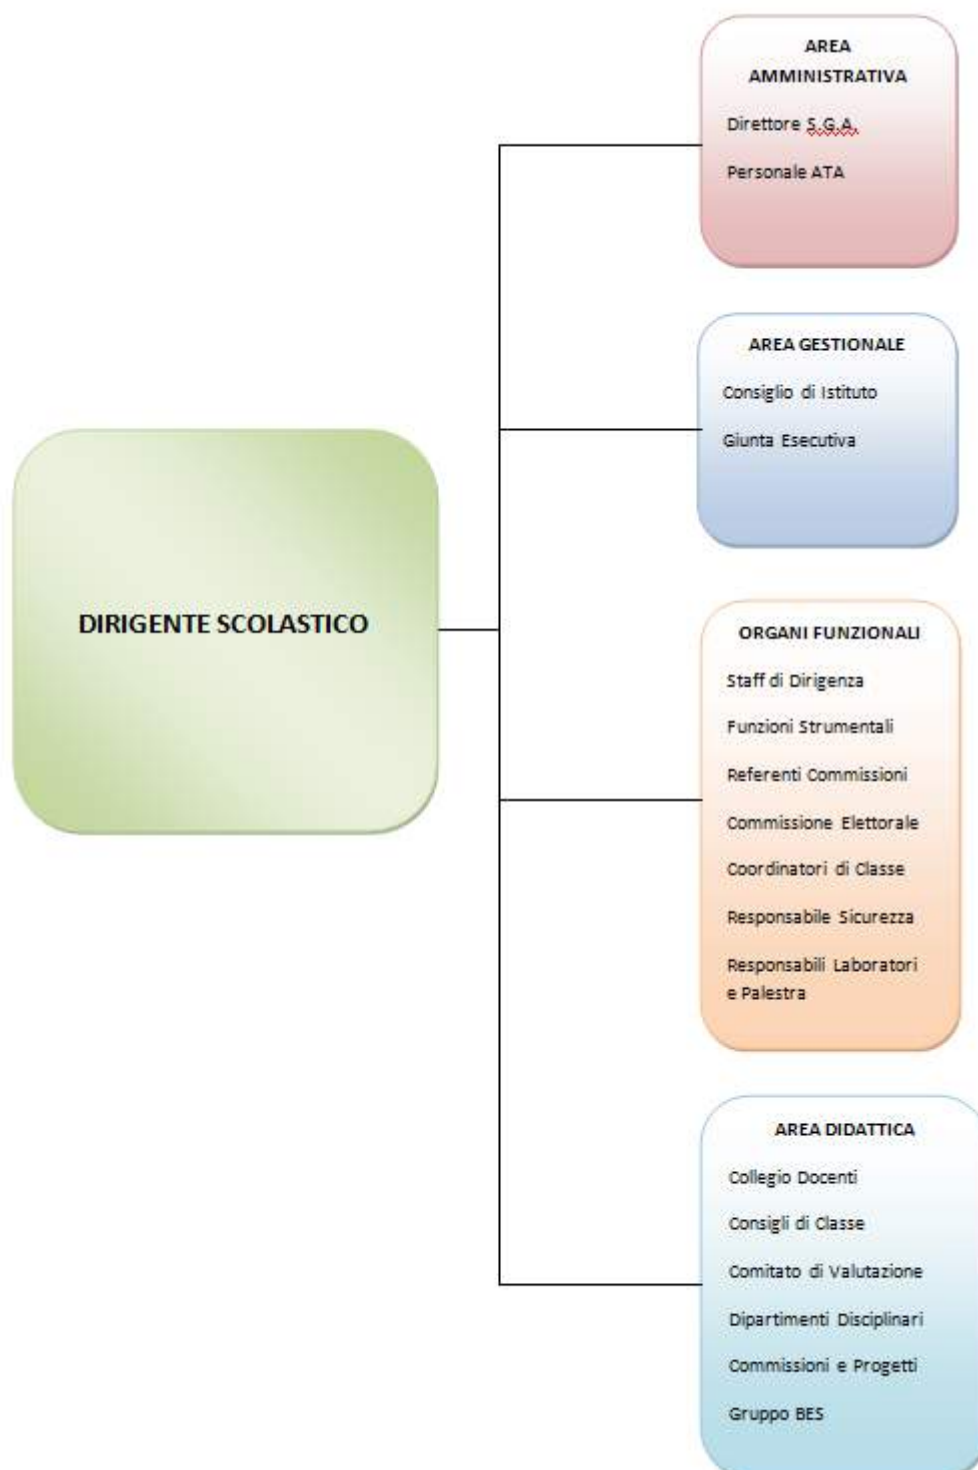 AREA
AMMINISTRATIVA
Direttore S.G.A.
Personale ATA
AREA GESTIONALE
Consiglio di Istituto
Giunta Esecutiva
DIRIGENTE SCOLASTICO
ORGANI FUNZIONALI
Staff di Dirigenza
Funzioni Strumentali
Referenti Commissioni
Commissione Elettorale
Coordinatori di Classe
Responsabile Sicurezza
Responsabili Laboratori
e Palestra
AREA DIDATTICA
Collegio Docenti
Consigli di Classe
Comitato di Valutazione
Dipartimenti Disciplinari
Commissioni e Progetti
Gruppo BES